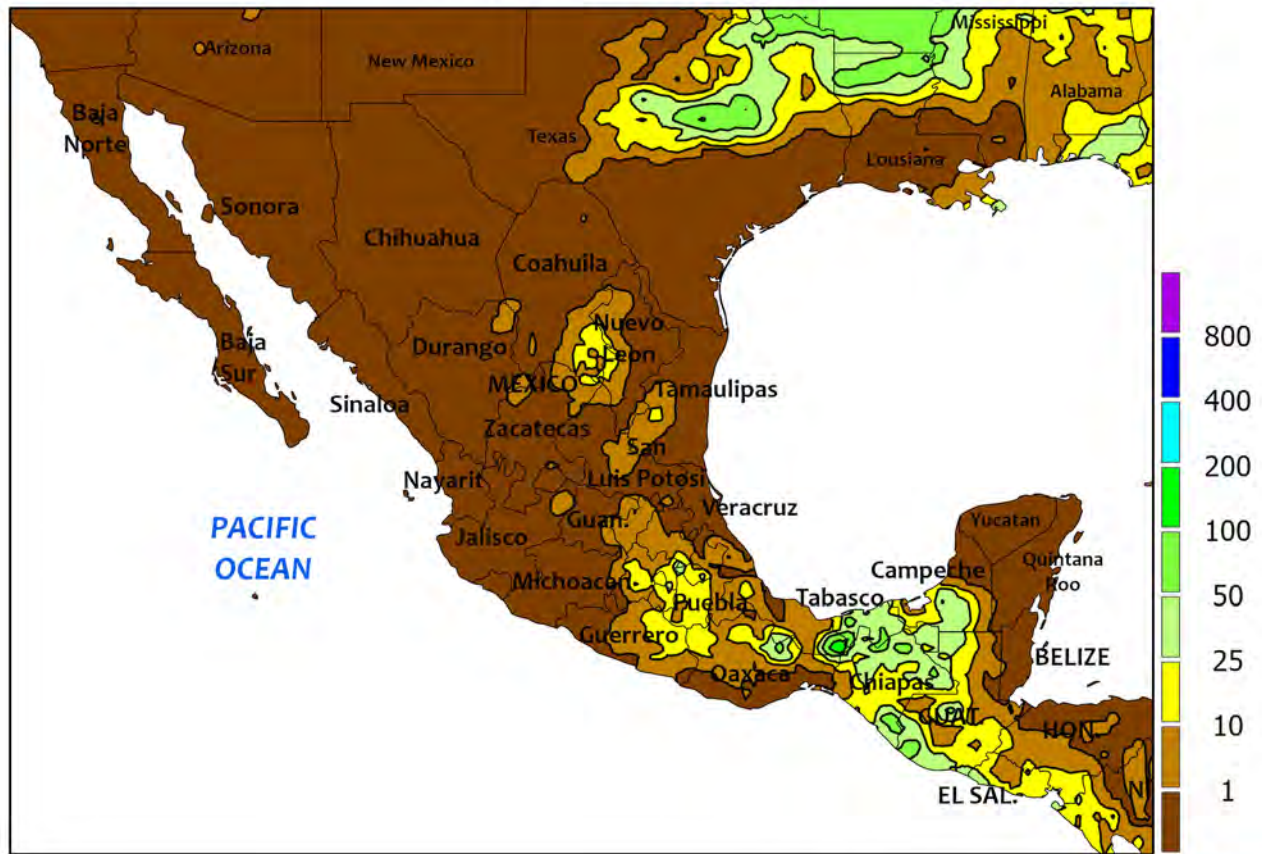 Mississippi
Arizona
New Mexico
Alabama
Baja
Norte
Texas
Lousiana
Sonora
Chihuahua
Coahuila
Nuevo
Leon
Durango
Baja
Sur
MEXICO
Tamaulipas
Sinaloa
Zacatecas
San
Luis Potosi
Nayarit
Veracruz
Guan.
Jalisco
PACIFIC
OCEAN
Yucatan
Quintana
Roo
Campeche
Michoacan
Puebla
Tabasco
Guerrero
BELIZE
Oaxaca
Chiapas
GUAT.
HON.
EL SAL.
NI
800
400
200
100
50
25
10
1